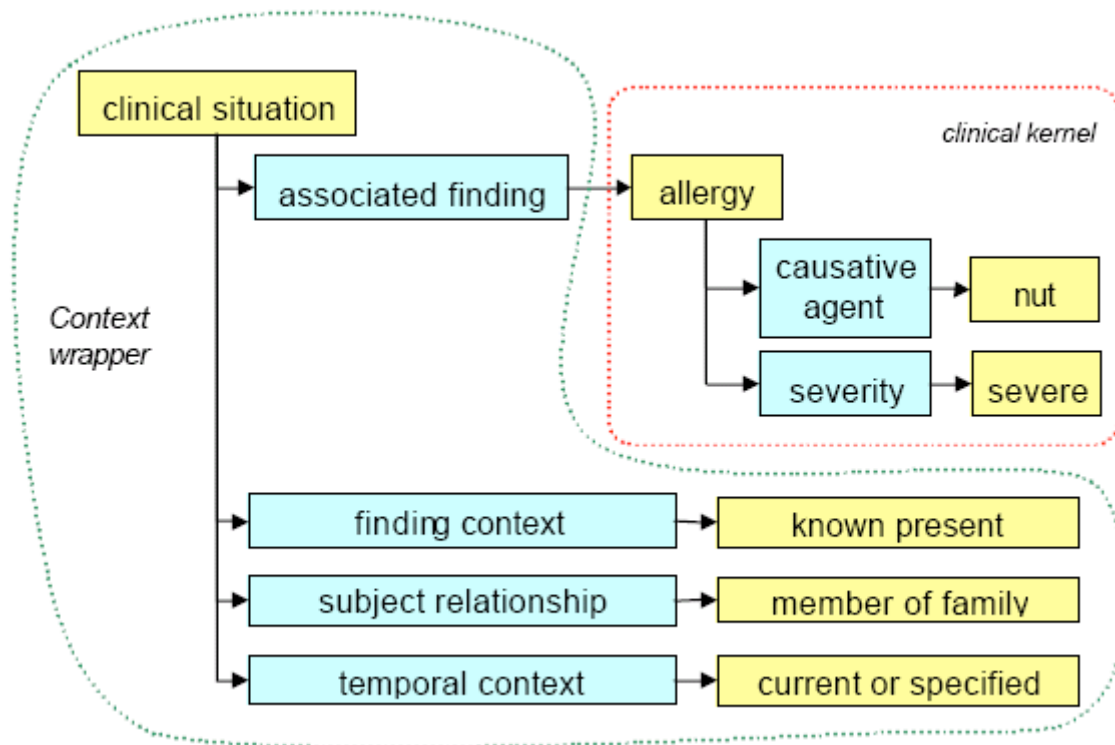 clinical situation
clinical kernel
associated finding
allergy
causative
agent
nut
Context
wrapper
severity
severe
finding context
known present
subject relationship
member of family
temporal context
current or specified